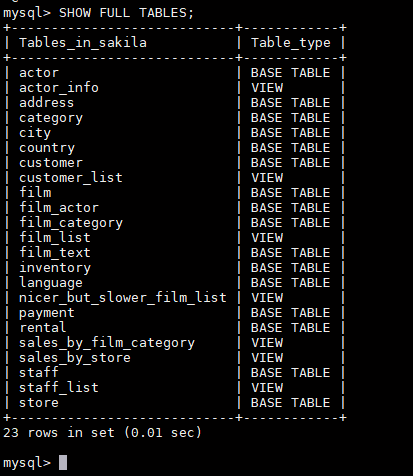 mysql> SHOW FULL TABLES;
+----------------------------+------------+
| Tables_in_sakila           | Table_type |
+----------------------------+------------+
| actor                      | BASE TABLE |
| actor_info                 | VIEW       |
| address                    | BASE TABLE |
| category                   | BASE TABLE |
| city                       | BASE TABLE |
| country                    | BASE TABLE |
| customer                   | BASE TABLE |
| customer_list              | VIEW       |
| film                       | BASE TABLE |
| film_actor                 | BASE TABLE |
| film_category              | BASE TABLE |
| film_list                  | VIEW       |
| film_text                  | BASE TABLE |
| inventory                  | BASE TABLE |
| language                   | BASE TABLE |
| nicer_but_slower_film_list | VIEW       |
| payment                    | BASE TABLE |
| rental                     | BASE TABLE |
| sales_by_film_category     | VIEW       |
| sales_by_store             | VIEW       |
| staff                      | BASE TABLE |
| staff_list                 | VIEW       |
| store                      | BASE TABLE |
+----------------------------+------------+
23 rows in set (0.01 sec)
mysql>